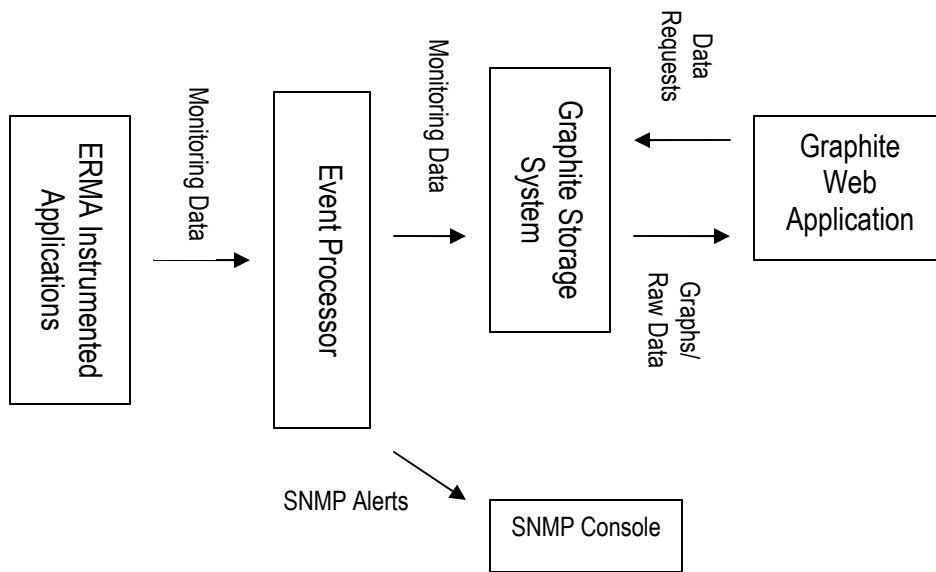 ERMA Instrumented
Applications
Monitoring Data
Event Processor
Monitoring Data
Graphite Storage
System
Data
Requests
Graphs/
Raw Data
Graphite
Web
Application
SNMP Alerts
SNMP Console